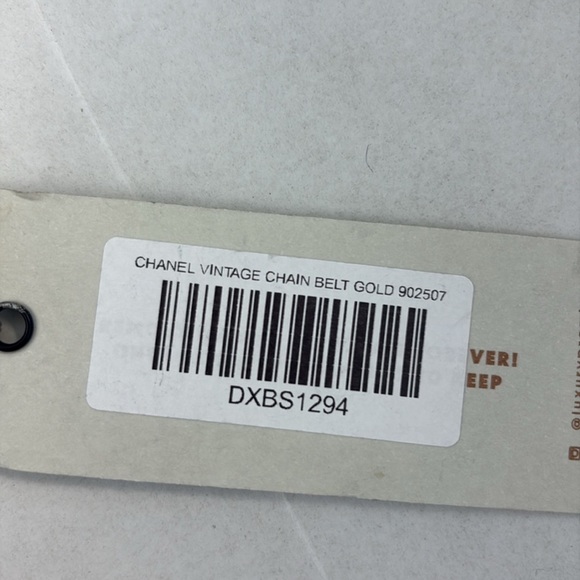 CHANEL VINTAGE CHAIN BELT GOLD 902507
DXBS1294
VER!
EEP